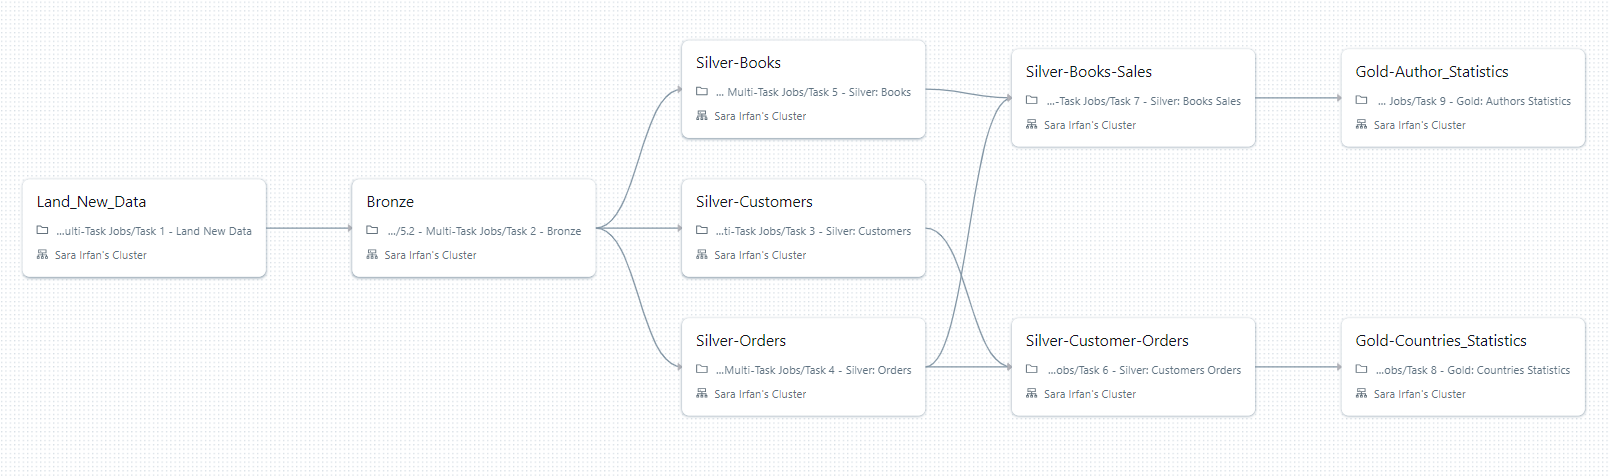 Land_New_Data
...ulti-Task Jobs/Task 1 - Land New Data
Sara Irfan's Cluster
Bronze
.../5.2 - Multi-Task Jobs/Task 2 - Bronze
Sara Irfan's Cluster
Silver-Books
... Multi-Task Jobs/Task 5 - Silver: Books
Sara Irfan's Cluster
Silver-Customers
...ti-Task Jobs/Task 3 - Silver: Customers
Sara Irfan's Cluster
Silver-Orders
...Multi-Task Jobs/Task 4 - Silver: Orders
Sara Irfan's Cluster
Silver-Books-Sales
...-Task Jobs/Task 7 - Silver: Books Sales
Sara Irfan's Cluster
Silver-Customer-Orders
...obs/Task 6 - Silver: Customers Orders
Sara Irfan's Cluster
Gold-Author_Statistics
... Jobs/Task 9 - Gold: Authors Statistics
Sara Irfan's Cluster
Gold-Countries_Statistics
...obs/Task 8 - Gold: Countries Statistics
Sara Irfan's Cluster